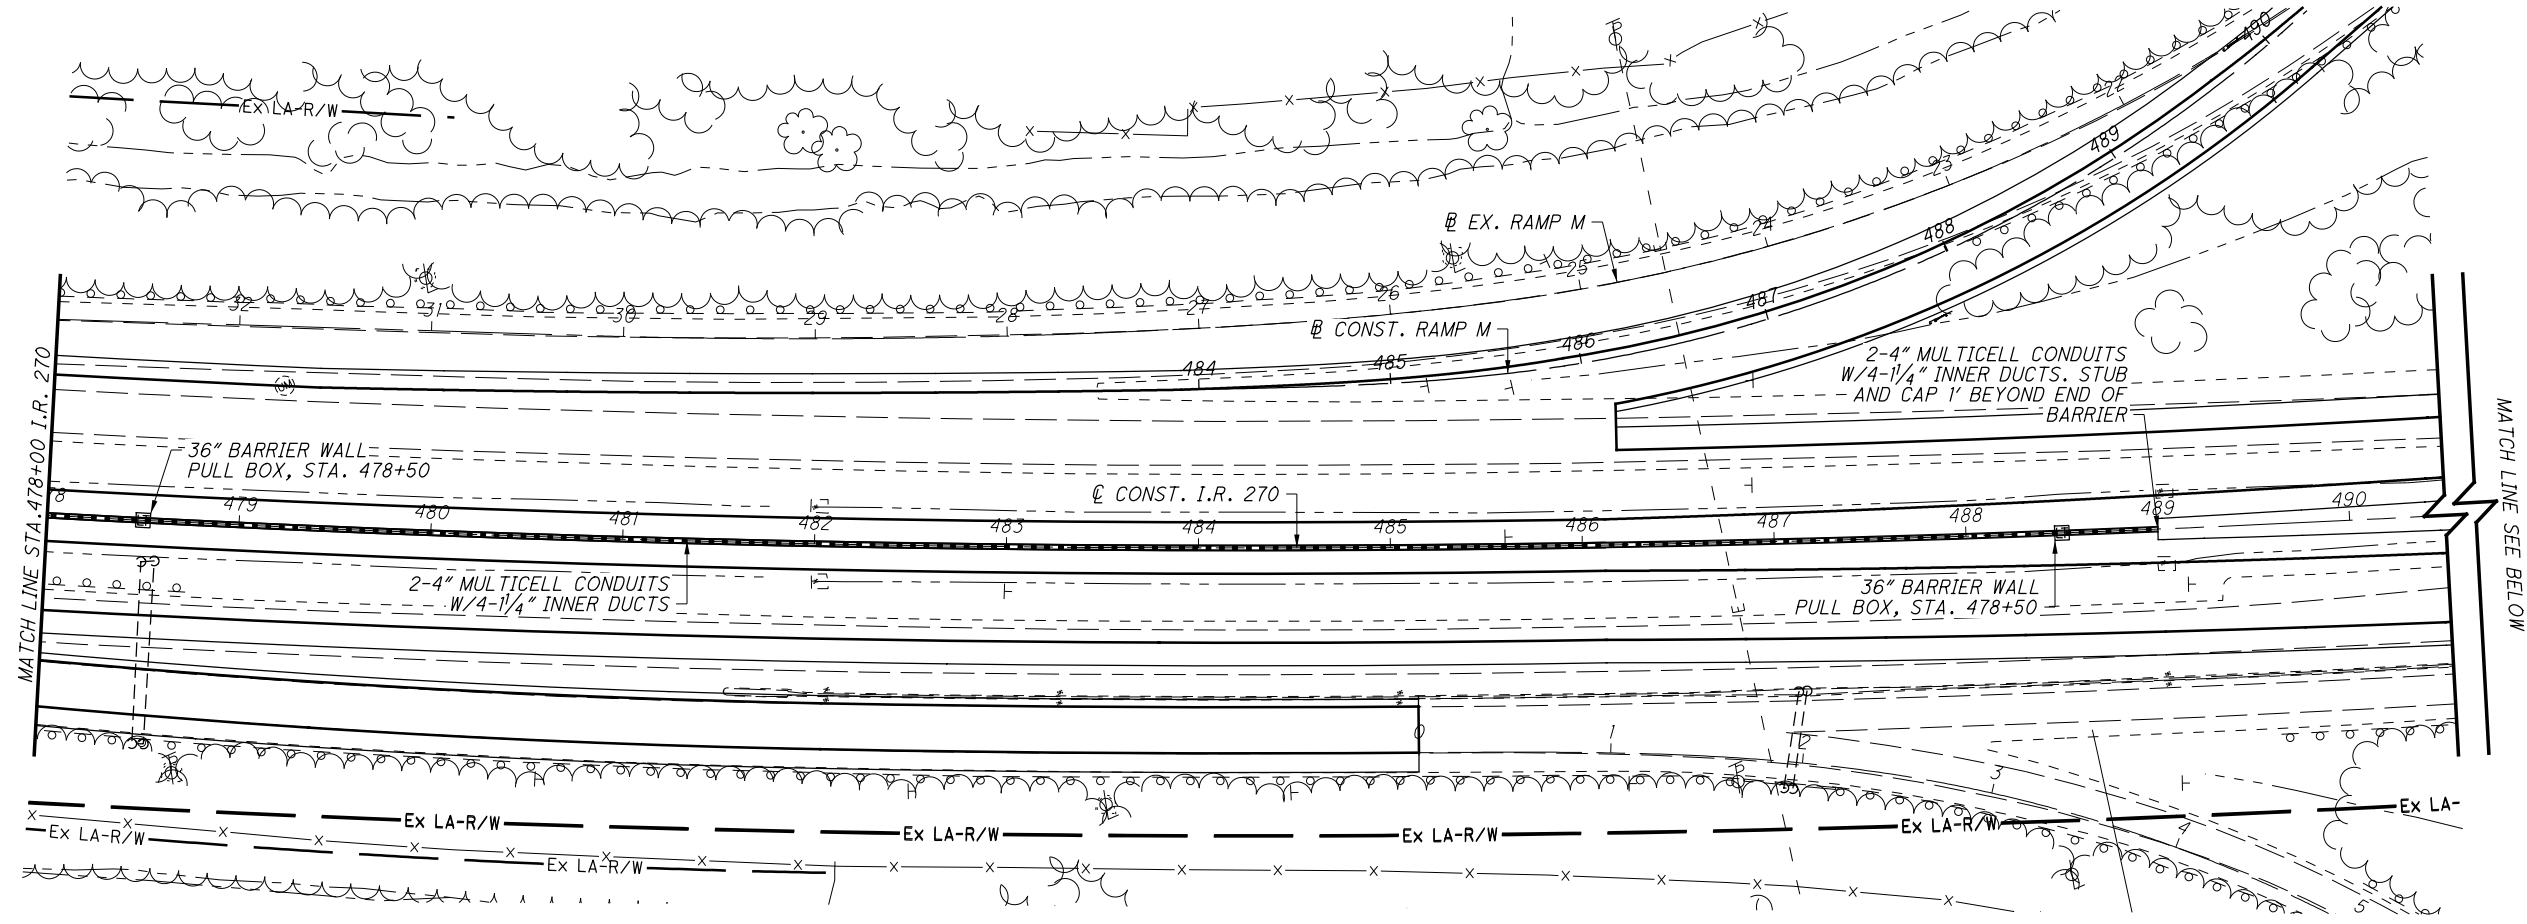 Ex LA-R/W
℄ EX. RAMP M
℄ CONST. RAMP M
490
489
488
487
486
485
484
22
23
24
25
26
27
28
29
30
31
32
UM
2-4" MULTICELL CONDUITS
W/4-1¼" INNER DUCTS. STUB
AND CAP 1' BEYOND END OF
BARRIER
MATCH LINE STA.478+00 I.R. 270
36" BARRIER WALL
PULL BOX, STA. 478+50
℄ CONST. I.R. 270
78
479
480
481
482
483
484
485
486
487
488
489
490
2-4" MULTICELL CONDUITS
W/4-1¼" INNER DUCTS
36" BARRIER WALL
PULL BOX, STA. 478+50
MATCH LINE SEE BELOW
0
1
2
3
4
5
Ex LA-R/W
Ex LA-R/W
Ex LA-R/W
Ex LA-R/W
Ex LA-
Ex LA-R/W
Ex LA-R/W